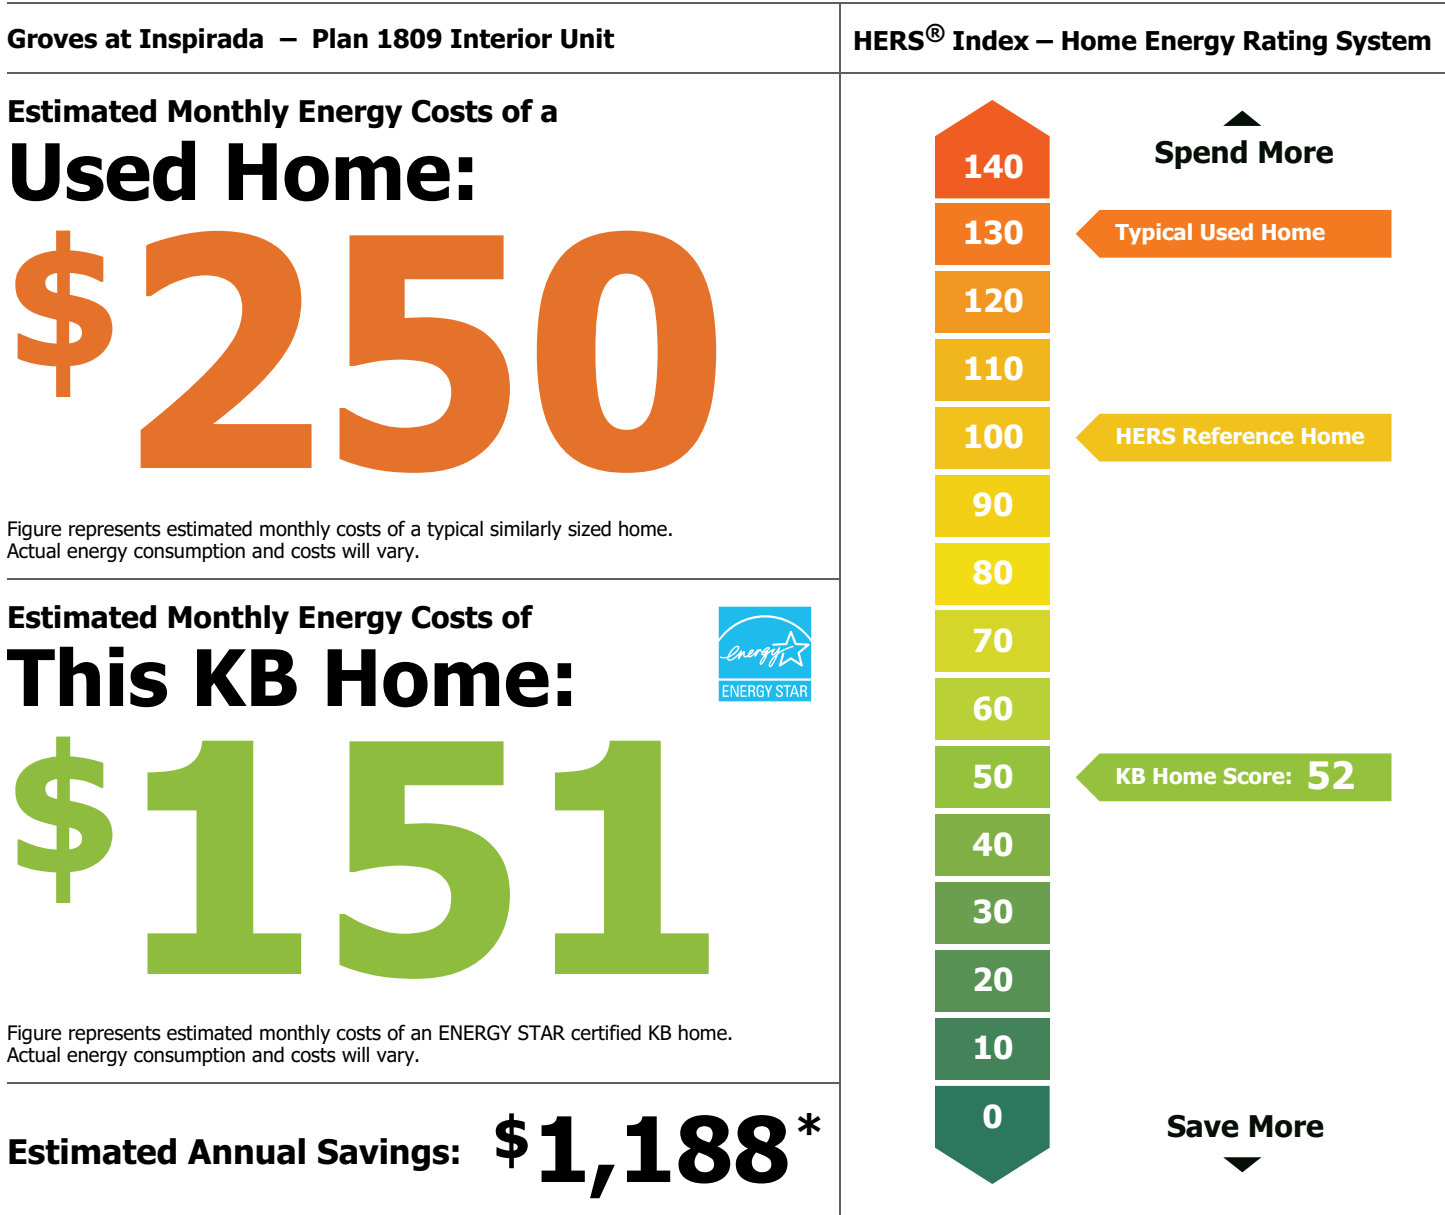 Groves at Inspirada – Plan 1809 Interior Unit
Estimated Monthly Energy Costs of a
Used Home:
$250
Figure represents estimated monthly costs of a typical similarly sized home.
Actual energy consumption and costs will vary.
Estimated Monthly Energy Costs of
This KB Home:
energy
ENERGY STAR
$151
Figure represents estimated monthly costs of an ENERGY STAR certified KB home.
Actual energy consumption and costs will vary.
Estimated Annual Savings: $1,188*
HERS® Index – Home Energy Rating System
Spend More
140
130 Typical Used Home
120
110
100 HERS Reference Home
90
80
70
60
50 KB Home Score: 52
40
30
20
10
0
Save More